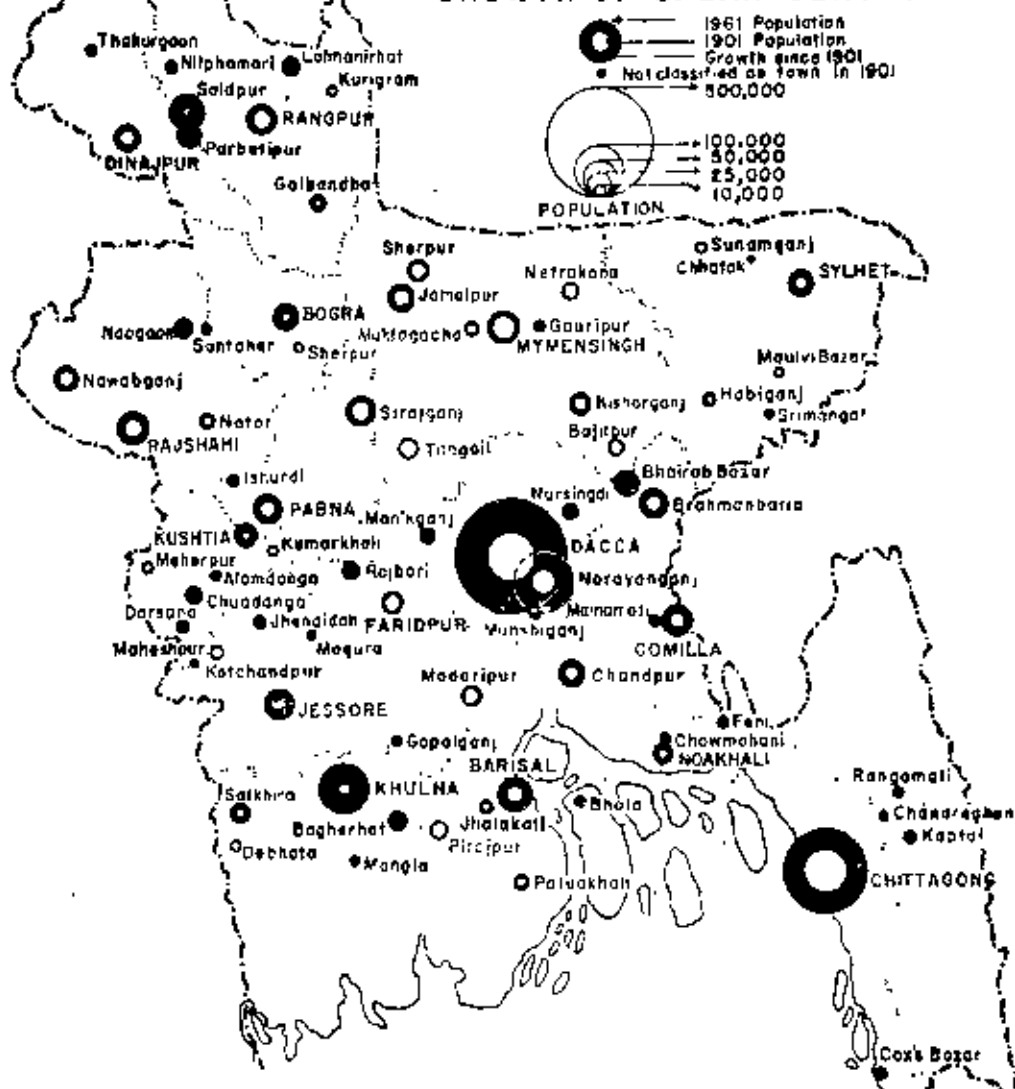 1961 Population
1901 Population
Growth since 1901
Not classified as town in 1901
500,000
100,000
50,000
25,000
10,000
POPULATION
Thakurgaon
Nilphamari
Lalmanirhat
Kurigram
Saidpur
RANGPUR
Parbatipur
DINAJPUR
Gaibandha
Sherpur
Sunamganj
Chhatak
SYLHET
Netrakona
Jamalpur
BOGRA
Naogaon
Santahar
Sherpur
Muktagacha
Gauripur
MYMENSINGH
Maulvi Bazar
Nawabganj
Sirajganj
Kishorganj
Habiganj
Srimangal
Nator
RAJSHAHI
Bajitpur
Tangail
Ishurdi
Bhairab Bazar
Nursingdi
Brahmanbaria
PABNA
Manikganj
KUSHTIA
DACCA
Kumarkhali
Meherpur
Alamdanga
Rajbari
Narayanganj
Chuadanga
Darsana
Jhenaidah
FARIDPUR
Munshiganj
Mainamati
COMILLA
Magura
Maheshpur
Kotchandpur
Madaripur
Chandpur
JESSORE
Feni
Chowmohani
NOAKHALI
Gopalganj
BARISAL
KHULNA
Satkhira
Bhola
Rangamati
Chandraghona
Kaptai
Jhalakati
Bagherhat
Pirojpur
Debhata
Mangla
Patuakhali
CHITTAGONG
Cox's Bazar